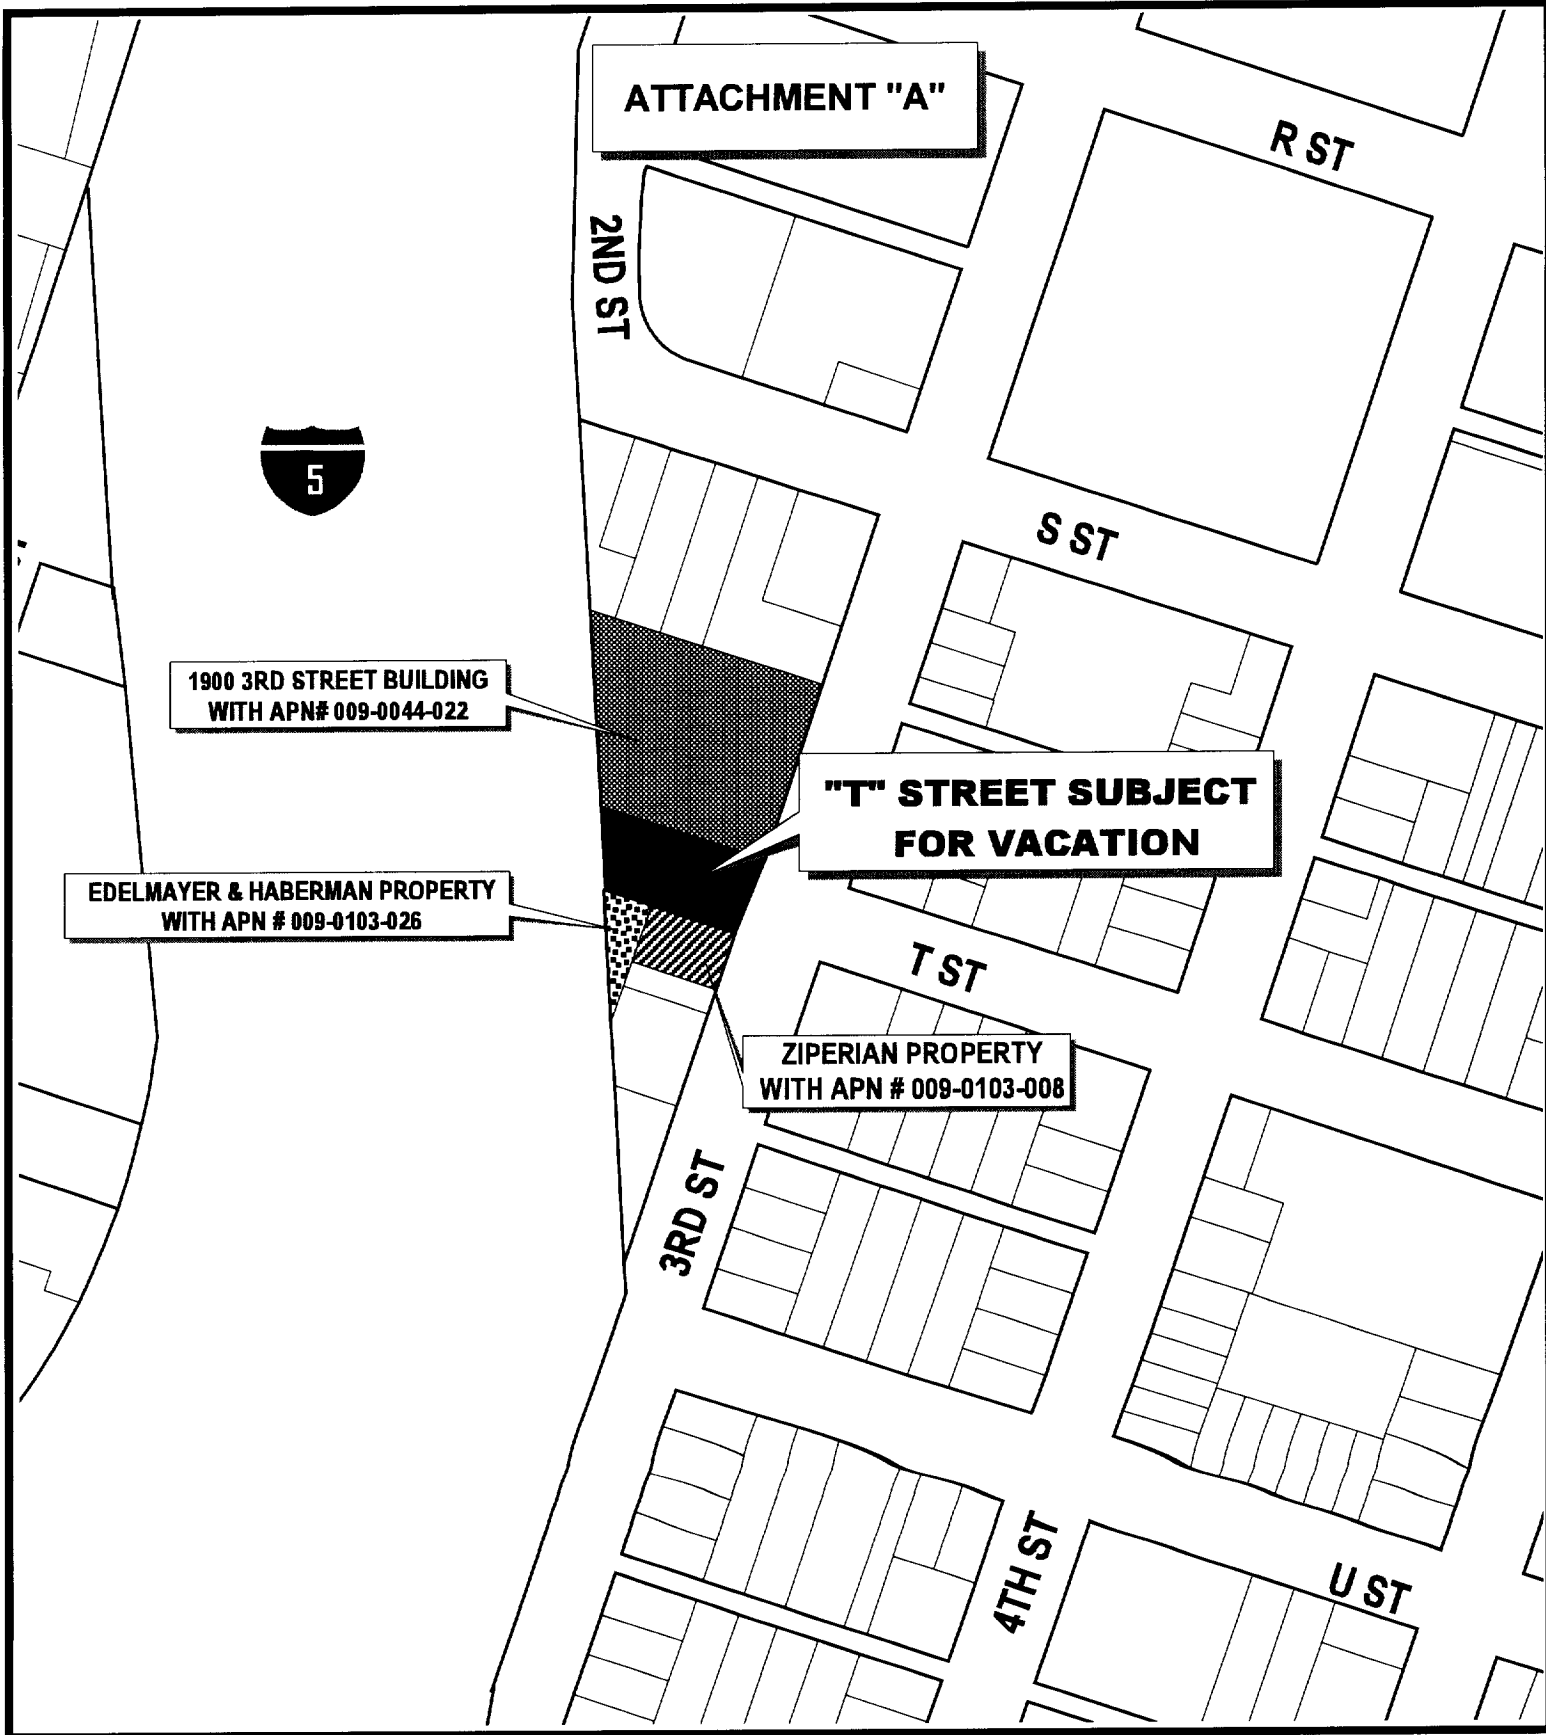 ATTACHMENT "A"
R ST
2ND ST
5
S ST
1900 3RD STREET BUILDING
WITH APN# 009-0044-022
"T" STREET SUBJECT
FOR VACATION
EDELMAYER & HABERMAN PROPERTY
WITH APN # 009-0103-026
T ST
ZIPERIAN PROPERTY
WITH APN # 009-0103-008
3RD ST
4TH ST
U ST